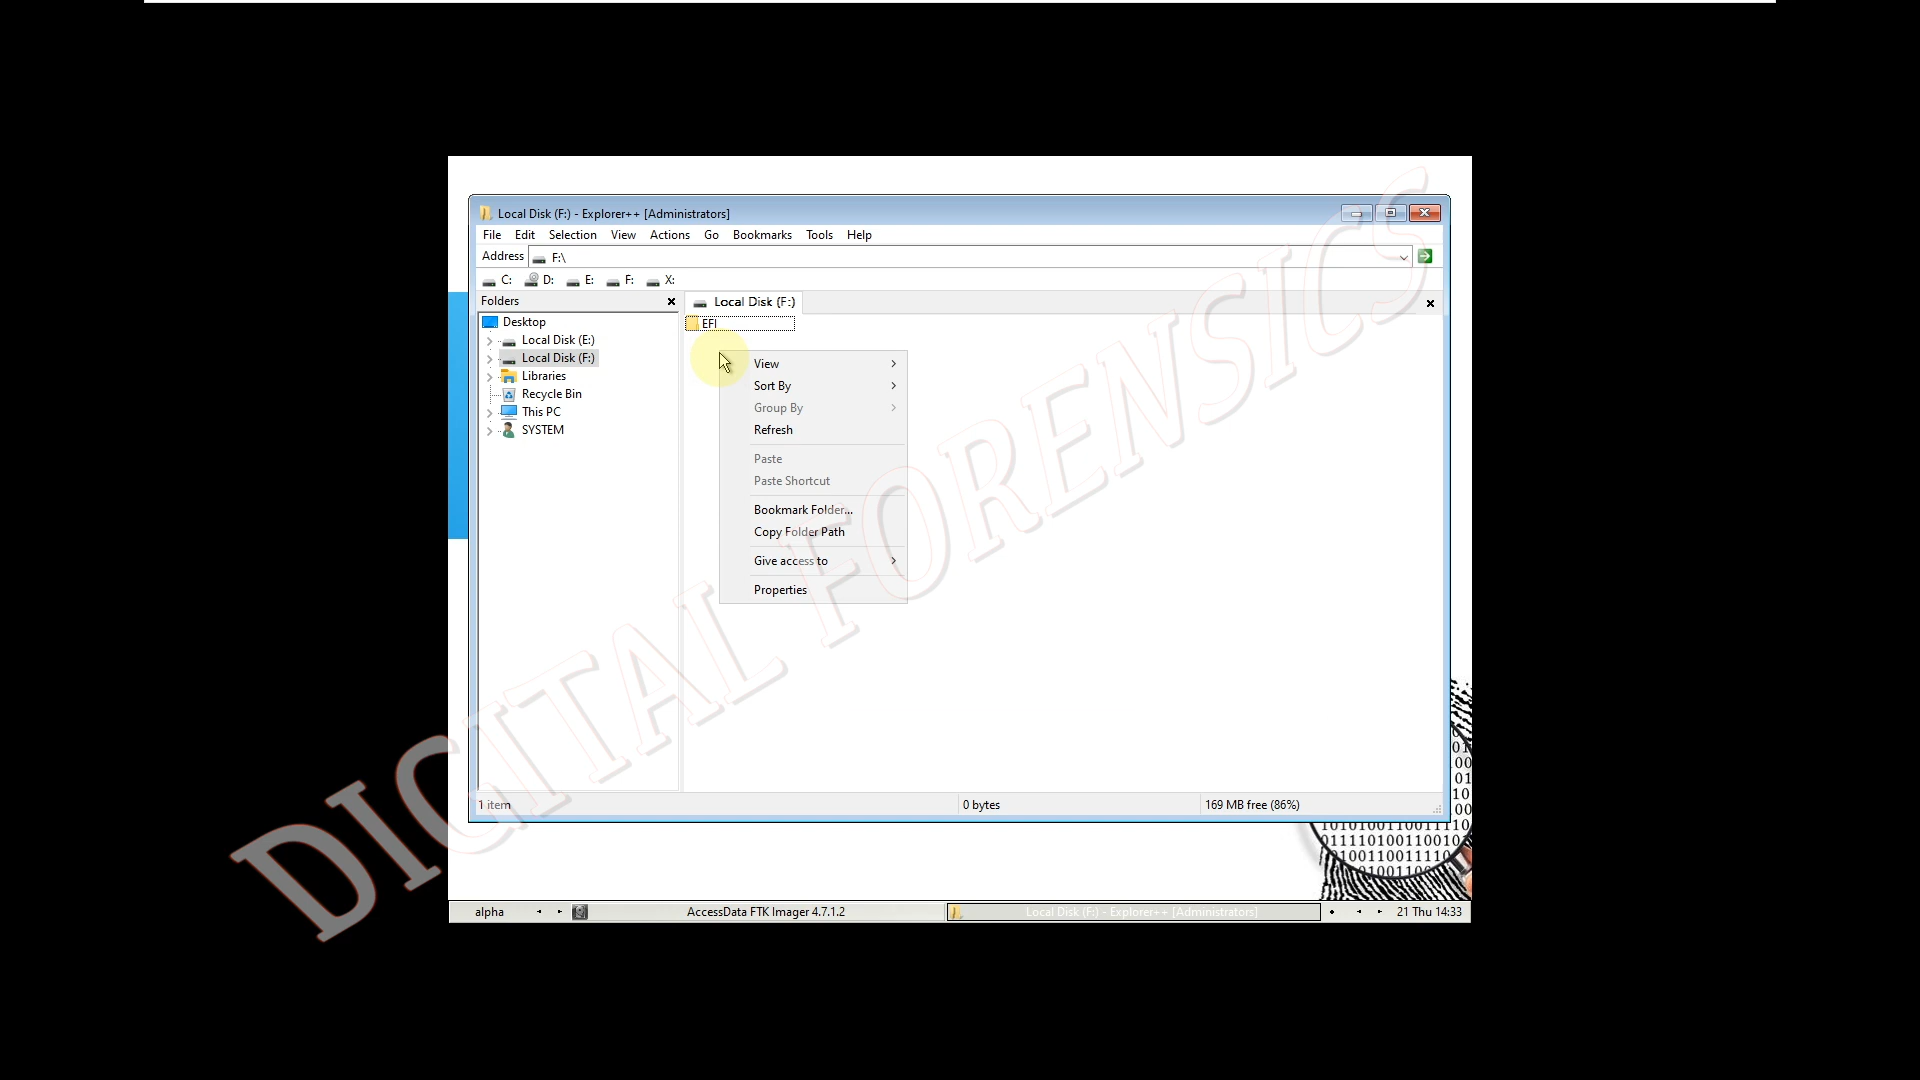 Local Disk (F:) - Explorer++ [Administrators]
File Edit Selection View Actions Go Bookmarks Tools Help
Address F:\
C: D: E: F: X:
Folders
Local Disk (F:)
Desktop
Local Disk (E:)
Local Disk (F:)
Libraries
Recycle Bin
This PC
SYSTEM
EFI
View
Sort By
Group By
Refresh
Paste
Paste Shortcut
Bookmark Folder...
Copy Folder Path
Give access to
Properties
DIGITAL FORENSICS
1 item
0 bytes
169 MB free (86%)
alpha
AccessData FTK Imager 4.7.1.2
Local Disk (F:) - Explorer++ [Administrators]
21 Thu 14:33